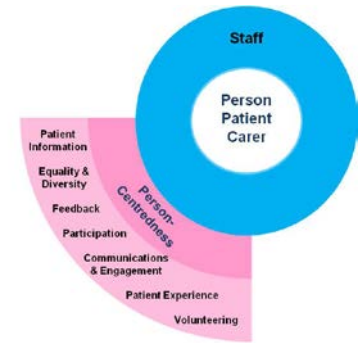 Staff
Person
Patient
Carer
Person-
Centredness
Patient
Information
Equality &
Diversity
Feedback
Participation
Communications
& Engagement
Patient Experience
Volunteering